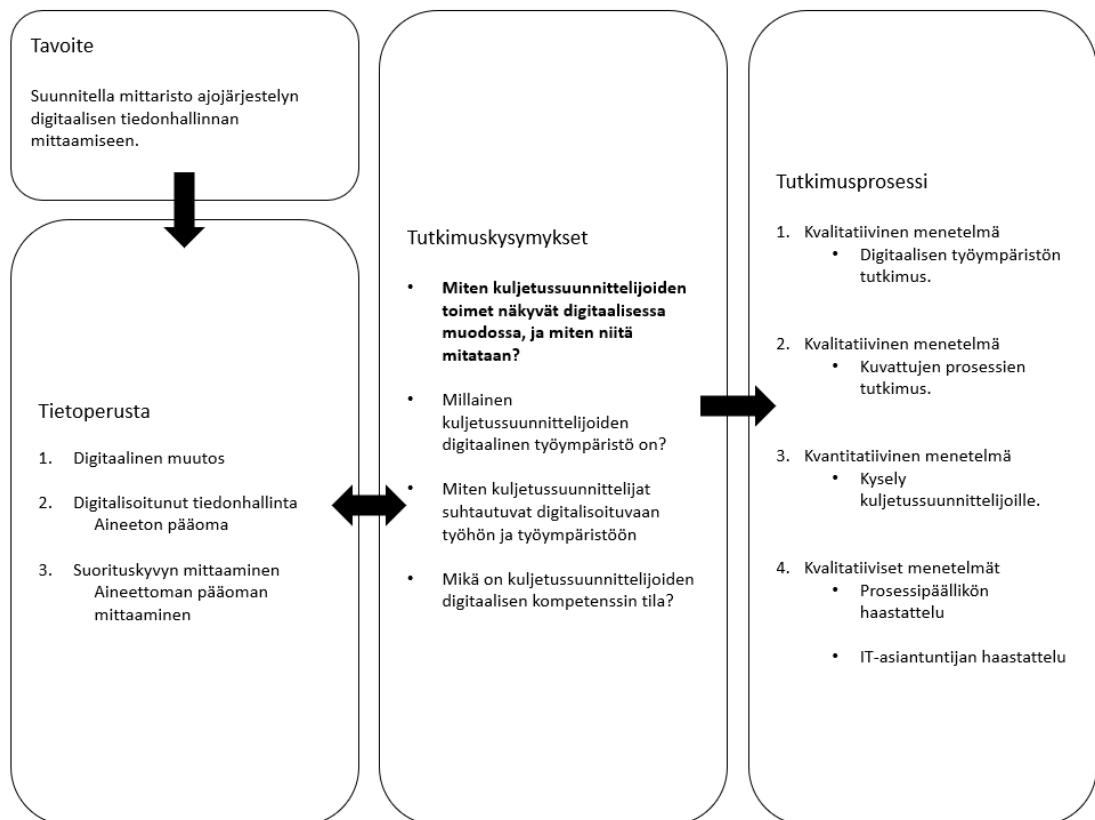 Tavoite
Suunnitella mittaristo ajojärjestelyn
digitaalisen tiedonhallinnan
mittaamiseen.
Tietoperusta
1. Digitaalinen muutos
2. Digitalisoitunut tiedonhallinta
Aineeton pääoma
3. Suorituskyvyn mittaaminen
Aineettoman pääoman
mittaaminen
Tutkimuskysymykset
• Miten kuljetussuunnittelijoiden
toimet näkyvät digitaalisessa
muodossa, ja miten niitä
mitataan?
• Millainen
kuljetussuunnittelijoiden
digitaalinen työympäristö on?
• Miten kuljetussuunnittelijat
suhtautuvat digitalisoituvaan
työhön ja työympäristöön
• Mikä on kuljetussuunnittelijoiden
digitaalisen kompetenssin tila?
Tutkimusprosessi
1. Kvalitatiivinen menetelmä
• Digitaalisen työympäristön
tutkimus.
2. Kvalitatiivinen menetelmä
• Kuvattujen prosessien
tutkimus.
3. Kvantitatiivinen menetelmä
• Kysely
kuljetussuunnittelijoille.
4. Kvalitatiiviset menetelmät
• Prosessipäällikön
haastattelu
• IT-asiantuntijan haastattelu